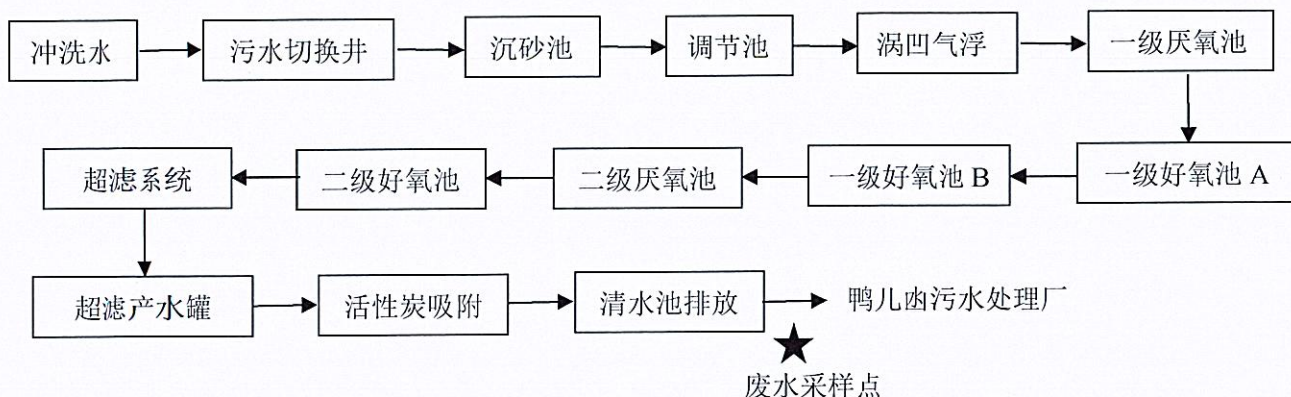 冲洗水
污水切换井
沉砂池
调节池
涡凹气浮
一级厌氧池
一级好氧池 A
一级好氧池 B
二级厌氧池
二级好氧池
超滤系统
超滤产水罐
活性炭吸附
清水池排放
鸭儿凼污水处理厂
废水采样点